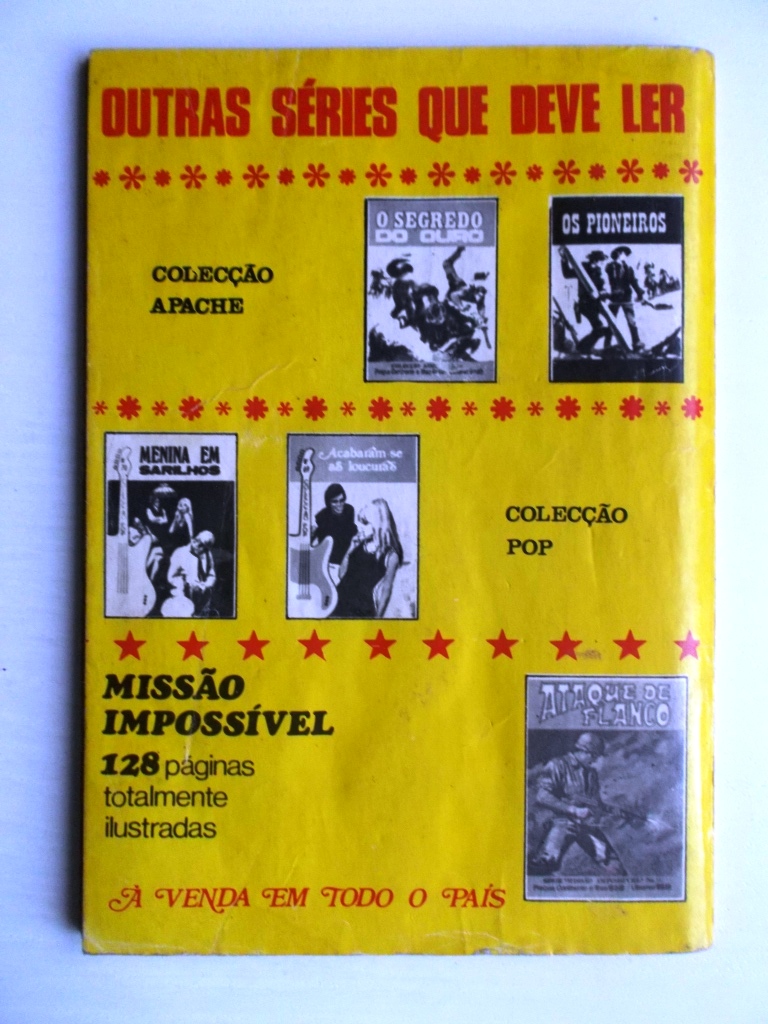 OUTRAS SÉRIES QUE DEVE LER
COLECÇÃO
APACHE
O SEGREDO
DO OURO
OS PIONEIROS
MENINA EM
SARILHOS
Acabaram-se
as loucuras
COLECÇÃO
POP
MISSÃO
IMPOSSÍVEL
128 páginas
totalmente
ilustradas
ATAQUE DE
FLANCO
À VENDA EM TODO O PAÍS